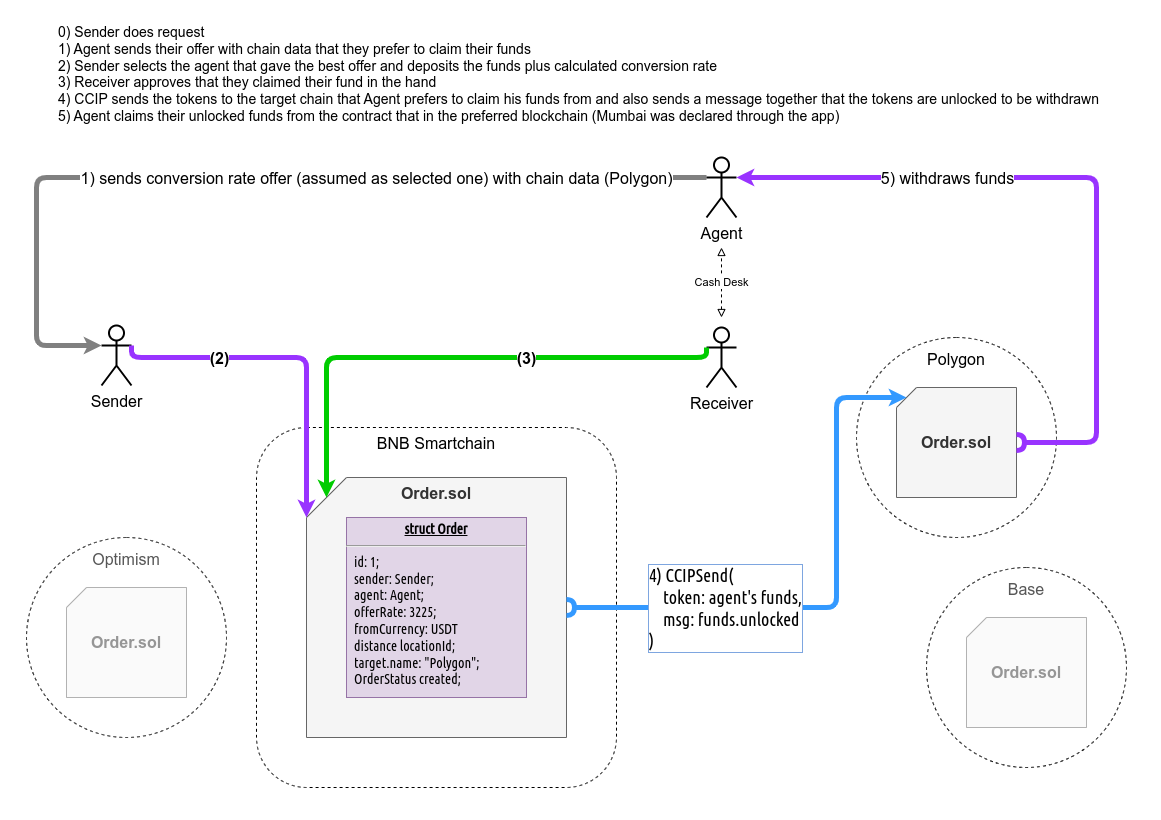 0) Sender does request
1) Agent sends their offer with chain data that they prefer to claim their funds
2) Sender selects the agent that gave the best offer and deposits the funds plus calculated conversion rate
3) Receiver approves that they claimed their fund in the hand
4) CCIP sends the tokens to the target chain that Agent prefers to claim his funds from and also sends a message together that the tokens are unlocked to be withdrawn
5) Agent claims their unlocked funds from the contract that in the preferred blockchain (Mumbai was declared through the app)
1) sends conversion rate offer (assumed as selected one) with chain data (Polygon)
5) withdraws funds
Agent
Cash Desk
(2)
(3)
Sender
Receiver
Polygon
Order.sol
BNB Smartchain
Order.sol
struct Order
id: 1;
sender: Sender;
agent: Agent;
offerRate: 3225;
fromCurrency: USDT
distance locationId;
target.name: "Polygon";
OrderStatus created;
Optimism
Order.sol
4) CCIPSend(
token: agent's funds,
msg: funds.unlocked
)
Base
Order.sol